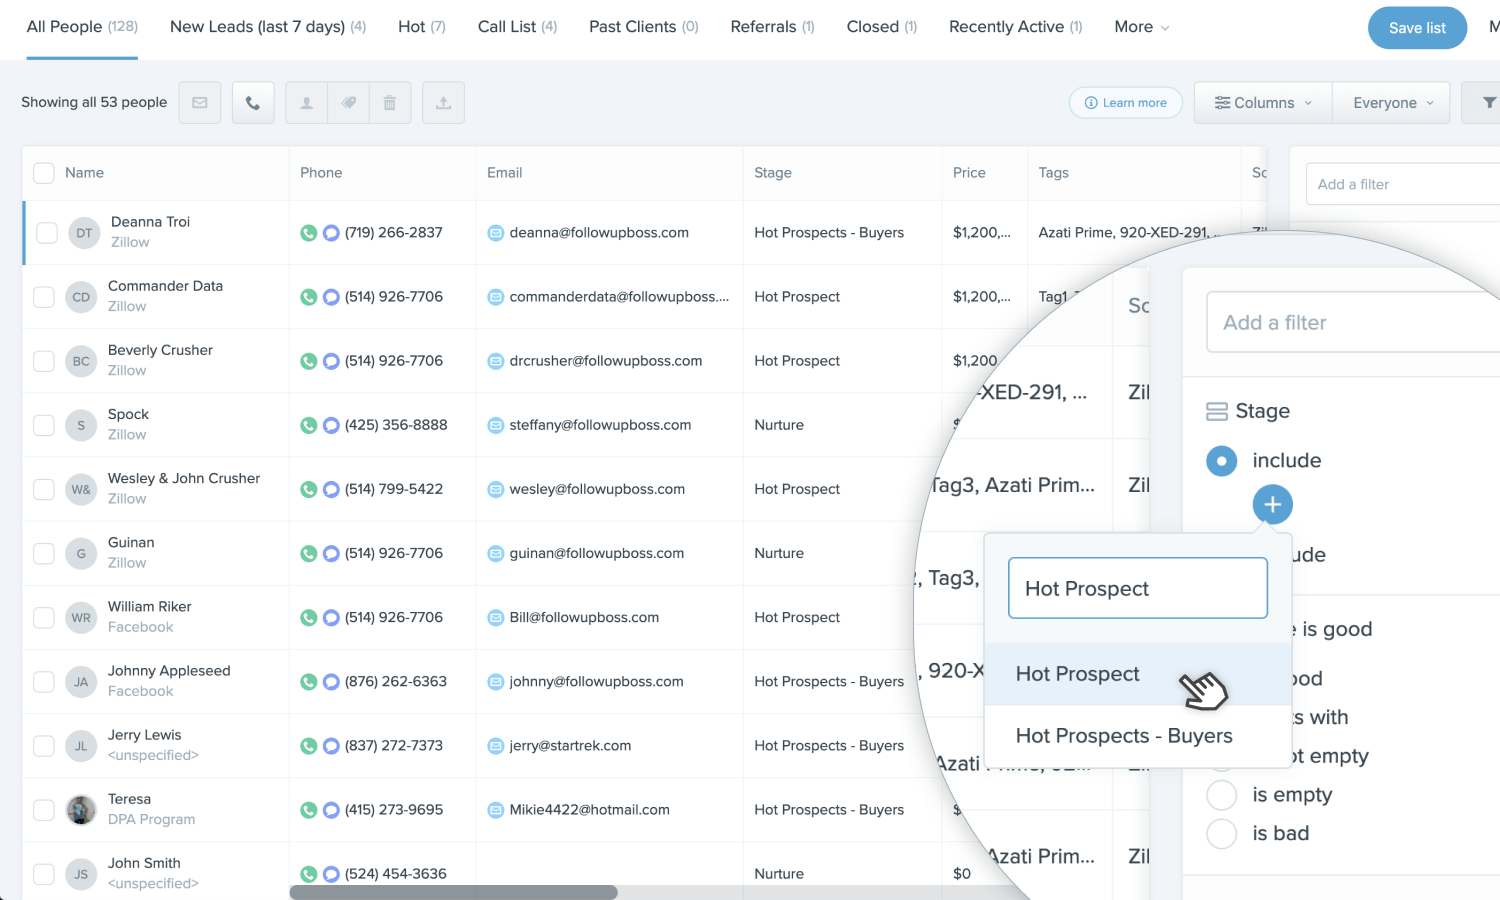 All People (128) New Leads (last 7 days) (4) Hot (7) Call List (4) Past Clients (0) Referrals (1) Closed (1) Recently Active (1) More Save list
Showing all 53 people Learn more Columns Everyone
Name Phone Email Stage Price Tags
Add a filter
DT Deanna Troi (719) 266-2837 deanna@followupboss.com Hot Prospects - Buyers $1,200,... Azati Prime, 920-XED-291, ...
Zillow
CD Commander Data (514) 926-7706 commanderdata@followupboss.... Hot Prospect $1,200,... Tag1,
Zillow
BC Beverly Crusher (514) 926-7706 drcrusher@followupboss.com Hot Prospect $1,200
Zillow
S Spock (425) 356-8888 steffany@followupboss.com Nurture $
Zillow
W& Wesley & John Crusher (514) 799-5422 wesley@followupboss.com Hot Prospect
Zillow
G Guinan (514) 926-7706 guinan@followupboss.com Nurture
Zillow
WR William Riker (514) 926-7706 Bill@followupboss.com Hot Prospect
Facebook
JA Johnny Appleseed (876) 262-6363 johnny@followupboss.com Hot Prospects - Buyers
Facebook
JL Jerry Lewis (837) 272-7373 jerry@startrek.com Hot Prospects - Buyers
<unspecified>
Teresa (415) 273-9695 Mikie4422@hotmail.com Hot Prospects - Buyers $
DPA Program
JS John Smith (524) 454-3636 Nurture $0
<unspecified>
Sc
Add a filter
-XED-291, ... Zil
Stage
include
Tag3, Azati Prim... Zil
+
ude
, Tag3,
Hot Prospect
e is good
, 920-X
Hot Prospect
ood
ts with
Hot Prospects - Buyers
ot empty
Azati
is empty
is bad
Azati Prim... Zil